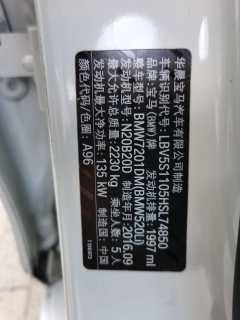 华晨宝马汽车有限公司制造
车辆识别代号: LBV5S1105HSL74850
品牌: 宝马 (BMW) 牌 发动机排量: 1997 ml
型号: BMW7201DM(BMW520Li)
发动机型号: N20B20D 制造年月: 2016.09
最大允许总质量: 2230 kg 乘坐人数: 5 人
发动机最大净功率: 135 kW 制造国: 中国
颜色代码/色圈: A96